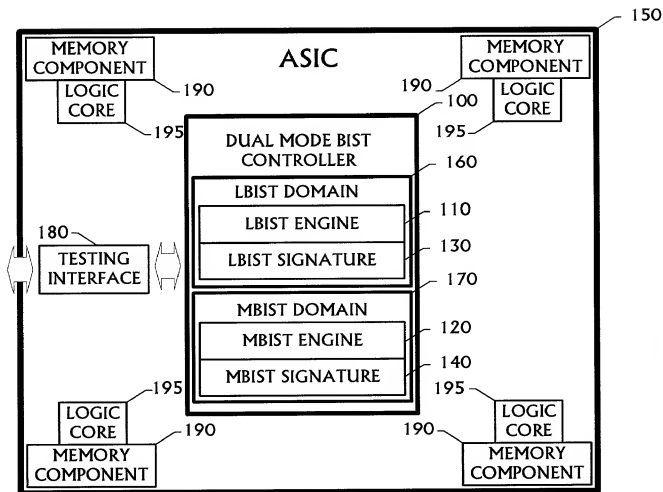 150
MEMORY
COMPONENT
ASIC
MEMORY
COMPONENT
190
190
LOGIC
CORE
LOGIC
CORE
100
195
195
DUAL MODE BIST
CONTROLLER
160
LBIST DOMAIN
LBIST ENGINE
110
180
TESTING
INTERFACE
LBIST SIGNATURE
130
170
MBIST DOMAIN
MBIST ENGINE
120
MBIST SIGNATURE
140
195
195
LOGIC
CORE
LOGIC
CORE
190
190
MEMORY
COMPONENT
MEMORY
COMPONENT